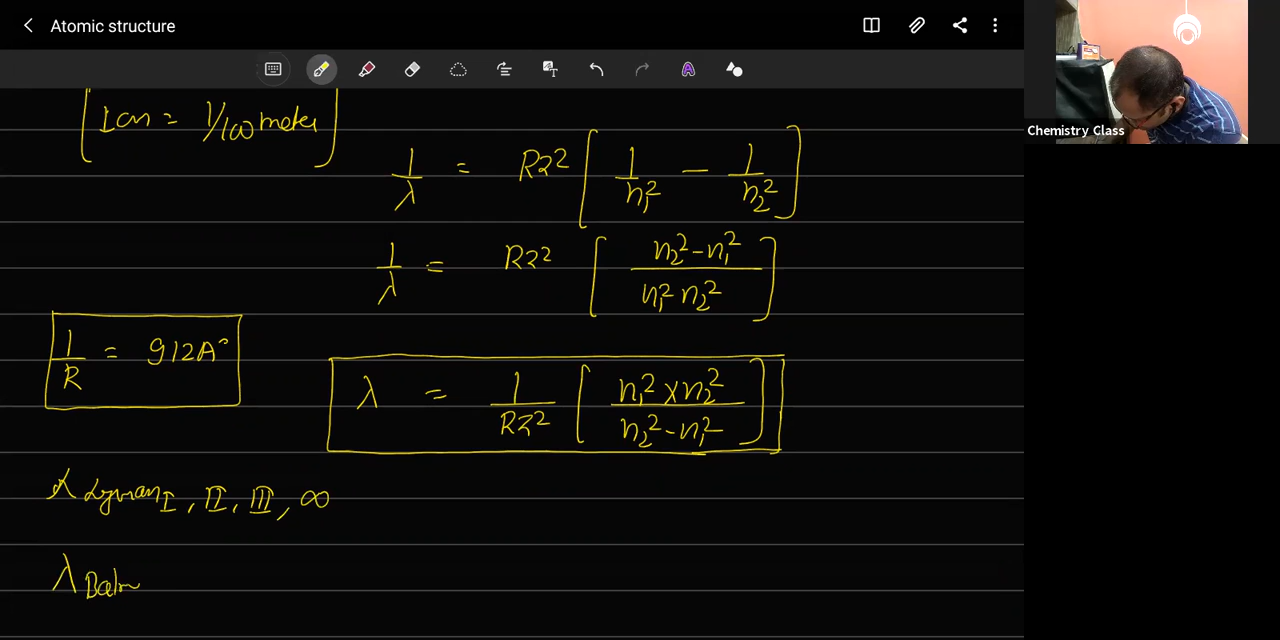 Atomic structure
Chemistry Class
[1cm = 1/100 meter]
1/λ = RZ² [1/n₁² − 1/n₂²]
1/λ = RZ² [(n₂² − n₁²)/(n₁² n₂²)]
1/R = 912A°
λ = 1/RZ² [(n₁² × n₂²)/(n₂² − n₁²)]
λ Lyman I, II, III, ∞
λ Balm